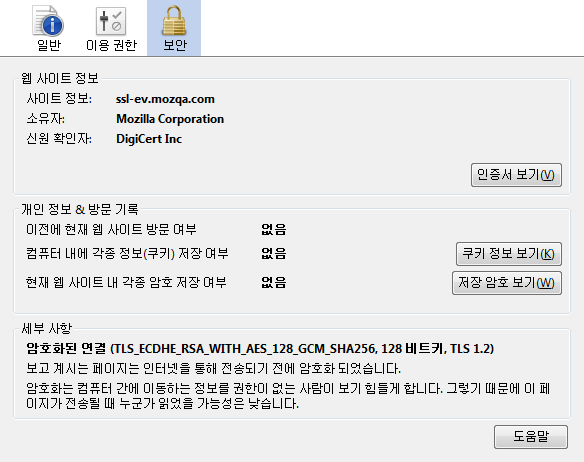 일반 이용 권한 보안
웹 사이트 정보
사이트 정보: ssl-ev.mozqa.com
소유자: Mozilla Corporation
신원 확인자: DigiCert Inc
인증서 보기(V)
개인 정보 & 방문 기록
이전에 현재 웹 사이트 방문 여부 없음
컴퓨터 내에 각종 정보(쿠키) 저장 여부 없음 쿠키 정보 보기(K)
현재 웹 사이트 내 각종 암호 저장 여부 없음 저장 암호 보기(W)
세부 사항
암호화된 연결 (TLS_ECDHE_RSA_WITH_AES_128_GCM_SHA256, 128 비트키, TLS 1.2)
보고 계시는 페이지는 인터넷을 통해 전송되기 전에 암호화 되었습니다.
암호화는 컴퓨터 간에 이동하는 정보를 권한이 없는 사람이 보기 힘들게 합니다. 그렇기 때문에 이 페
이지가 전송될 때 누군가 읽었을 가능성은 낮습니다.
도움말